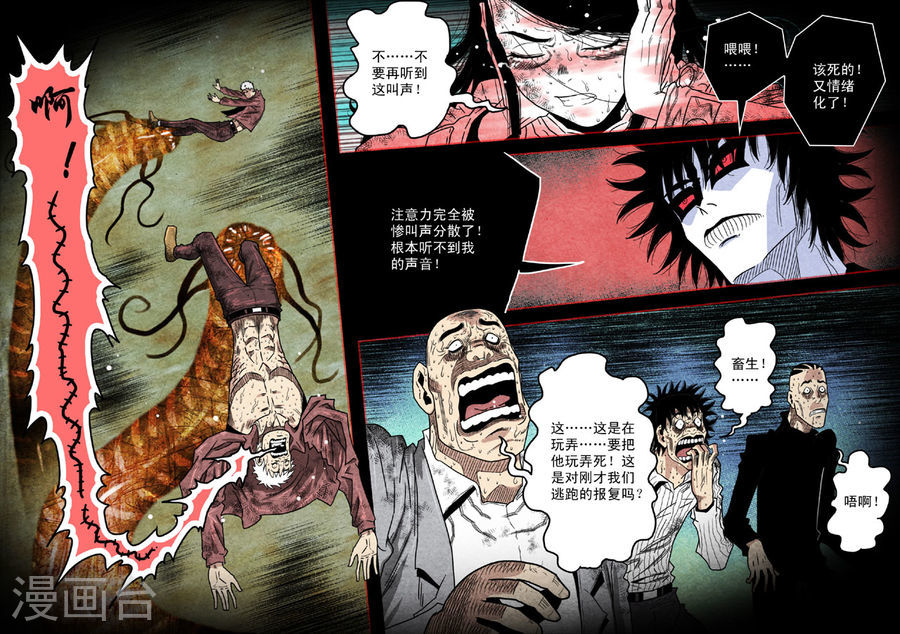 啊！
不……不
要再听到
这叫声！
喂喂！
……
该死的！
又情绪
化了！
注意力完全被
惨叫声分散了！
根本听不到我
的声音！
这……这是在
玩弄……要把
他玩弄死！这
是对刚才我们
逃跑的报复吗？
畜生！
……
唔啊！
漫画台